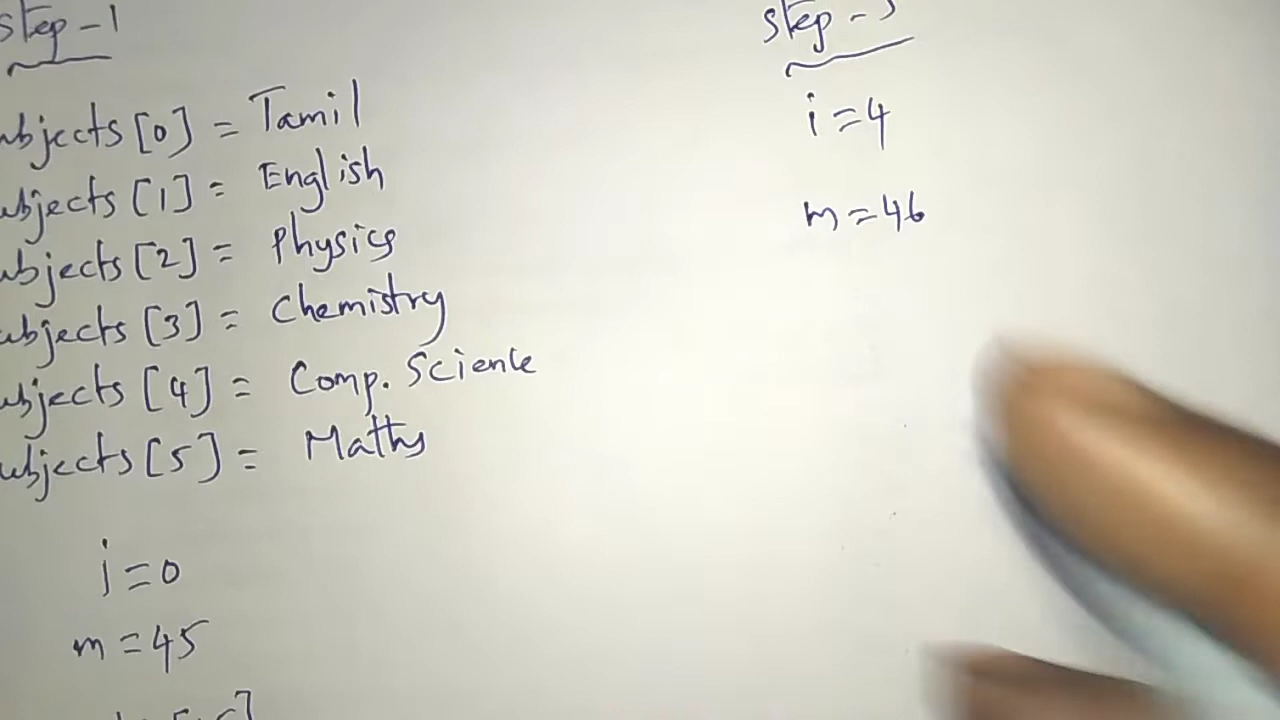 step-1
ubjects[0] = Tamil
ubjects[1] = English
ubjects[2] = Physics
ubjects[3] = Chemistry
ubjects[4] = Comp. Science
ubjects[5] = Maths
i=0
m=45
step -
i=4
m=46